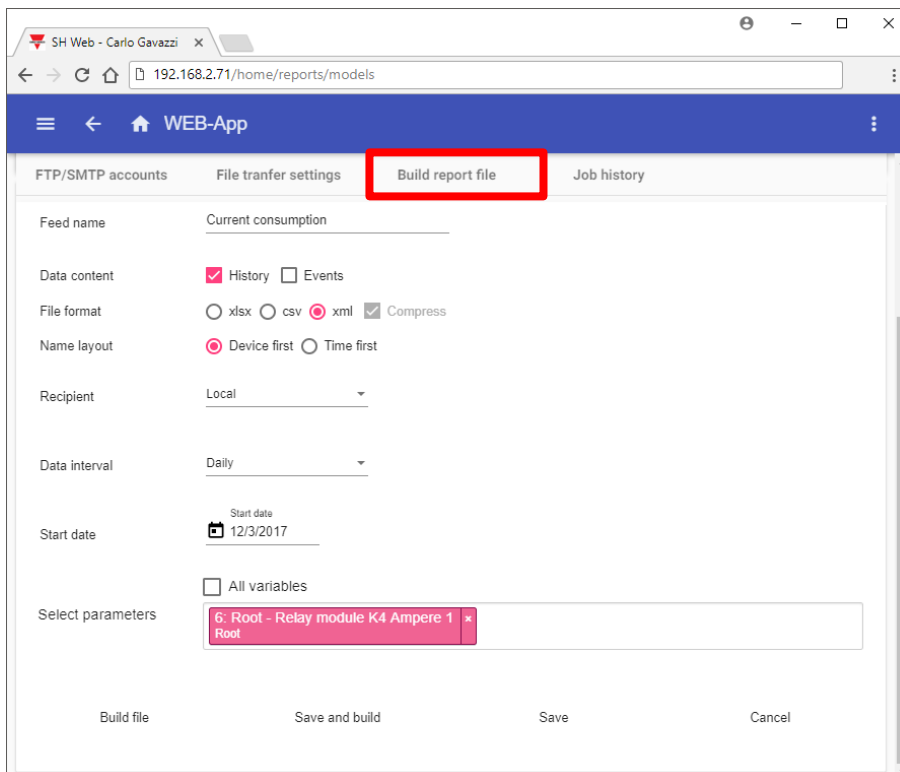 SH Web - Carlo Gavazzi
192.168.2.71/home/reports/models
WEB-App
FTP/SMTP accounts File tranfer settings Build report file Job history
Feed name Current consumption
Data content History Events
File format xlsx csv xml Compress
Name layout Device first Time first
Recipient Local
Data interval Daily
Start date
Start date 12/3/2017
All variables
Select parameters 6: Root - Relay module K4 Ampere 1 ×
Root
Build file Save and build Save Cancel